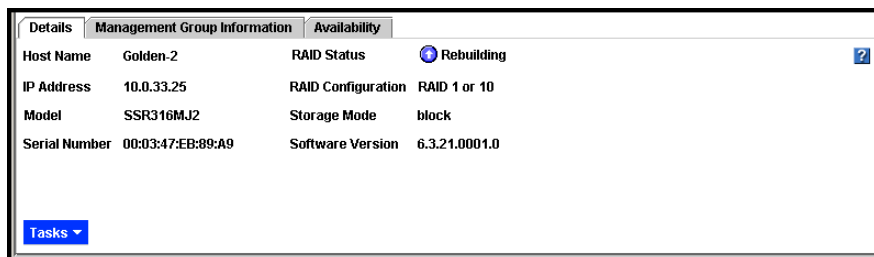 Details Management Group Information Availability
Host Name Golden-2 RAID Status Rebuilding ?
IP Address 10.0.33.25 RAID Configuration RAID 1 or 10
Model SSR316MJ2 Storage Mode block
Serial Number 00:03:47:EB:89:A9 Software Version 6.3.21.0001.0
Tasks